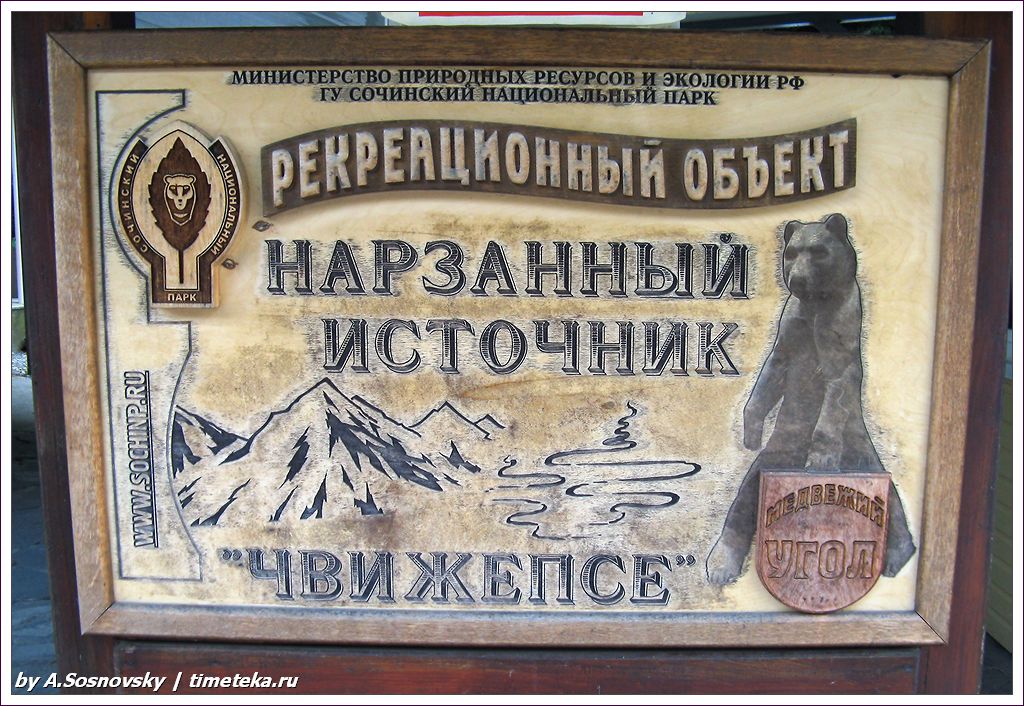 МИНИСТЕРСТВО ПРИРОДНЫХ РЕСУРСОВ И ЭКОЛОГИИ РФ
ГУ СОЧИНСКИЙ НАЦИОНАЛЬНЫЙ ПАРК
СОЧИНСКИЙ НАЦИОНАЛЬНЫЙ
ПАРК
РЕКРЕАЦИОННЫЙ ОБЪЕКТ
НАРЗАННЫЙ
ИСТОЧНИК
WWW.SOCHINP.RU
"ЧВИЖЕПСЕ"
МЕДВЕЖИЙ
УГОЛ
by A.Sosnovsky | timeteka.ru